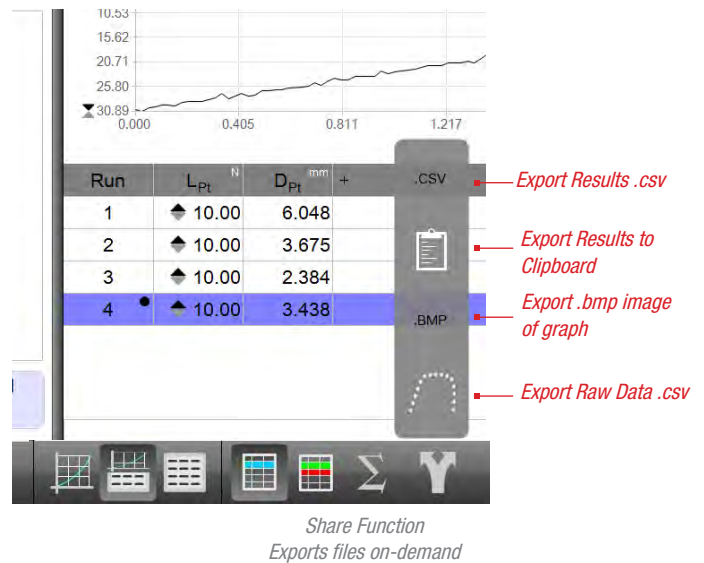 10.53
15.62
20.71
25.80
30.89
0.000 0.405 0.811 1.217
Run LPt N DPt mm + .CSV
1 10.00 6.048
2 10.00 3.675
3 10.00 2.384
4 10.00 3.438
.BMP
Export Results .csv
Export Results to
Clipboard
Export .bmp image
of graph
Export Raw Data .csv
Σ
Share Function
Exports files on-demand